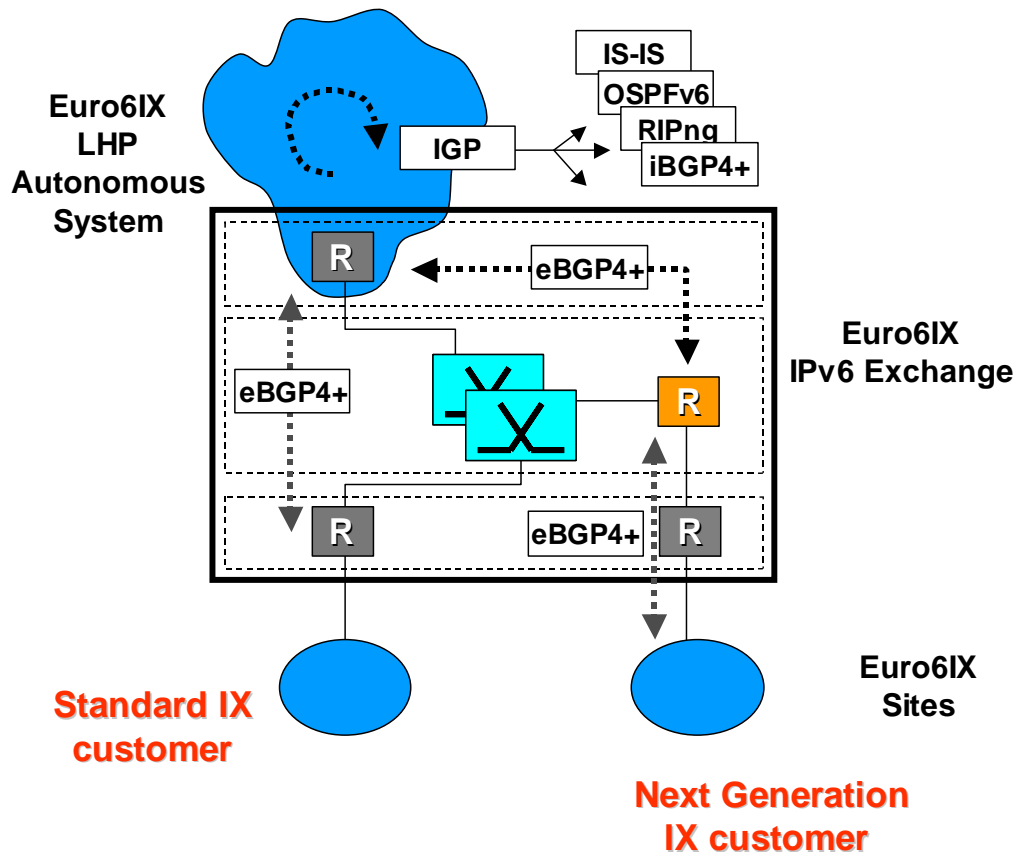 IS-IS
OSPFv6
RIPng
iBGP4+
Euro6IX
LHP
Autonomous
System
IGP
R
eBGP4+
Euro6IX
IPv6 Exchange
eBGP4+
R
R
eBGP4+
R
Euro6IX
Sites
Standard IX
customer
Next Generation
IX customer